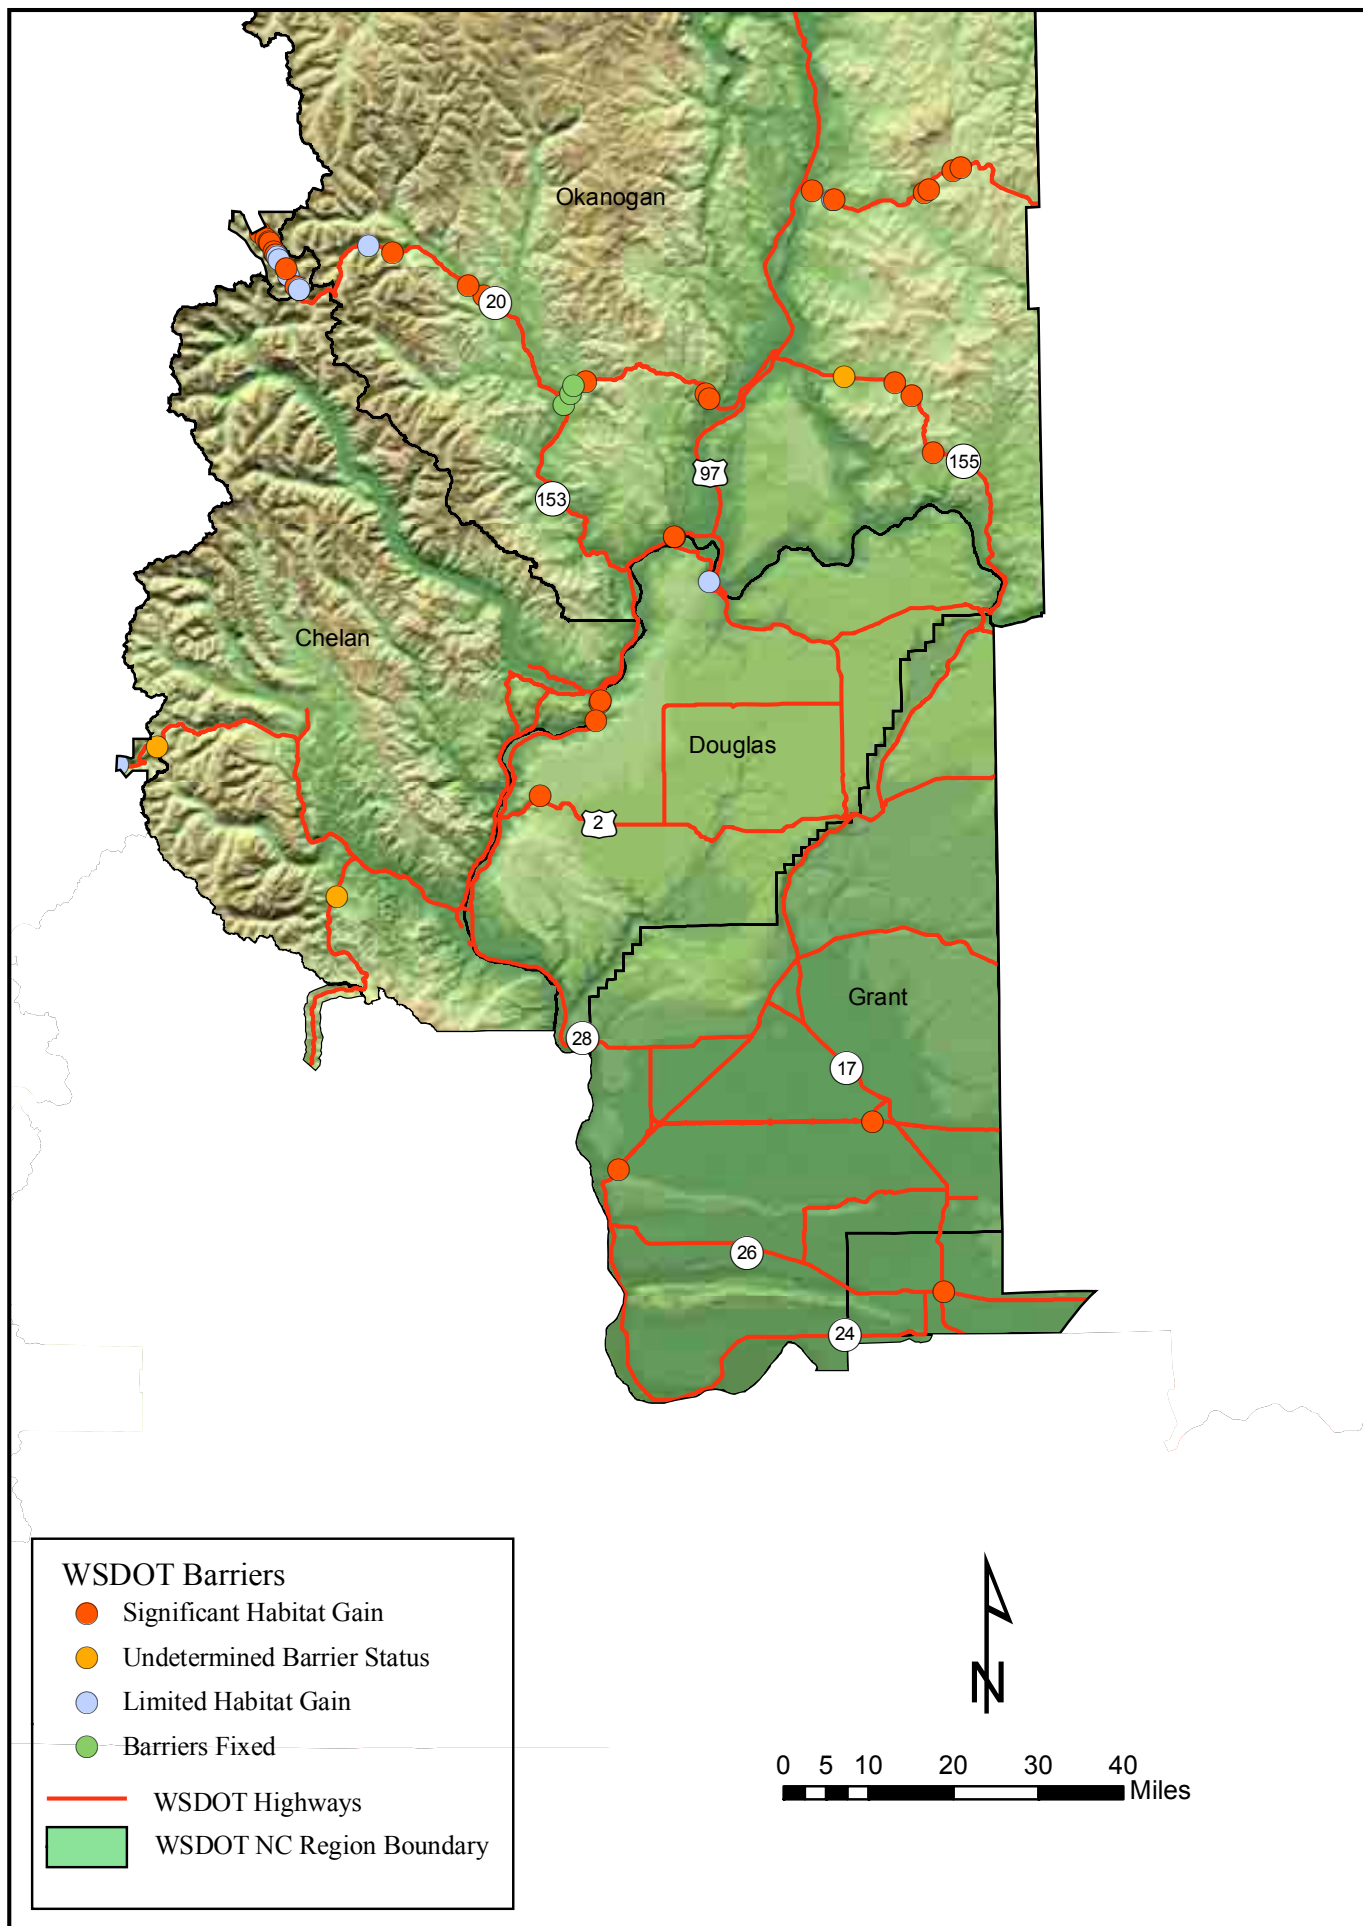 Okanogan
20
97
155
153
Chelan
Douglas
2
Grant
28
17
26
24
WSDOT Barriers
Significant Habitat Gain
Undetermined Barrier Status
Limited Habitat Gain
Barriers Fixed
WSDOT Highways
WSDOT NC Region Boundary
N
0 5 10 20 30 40
Miles